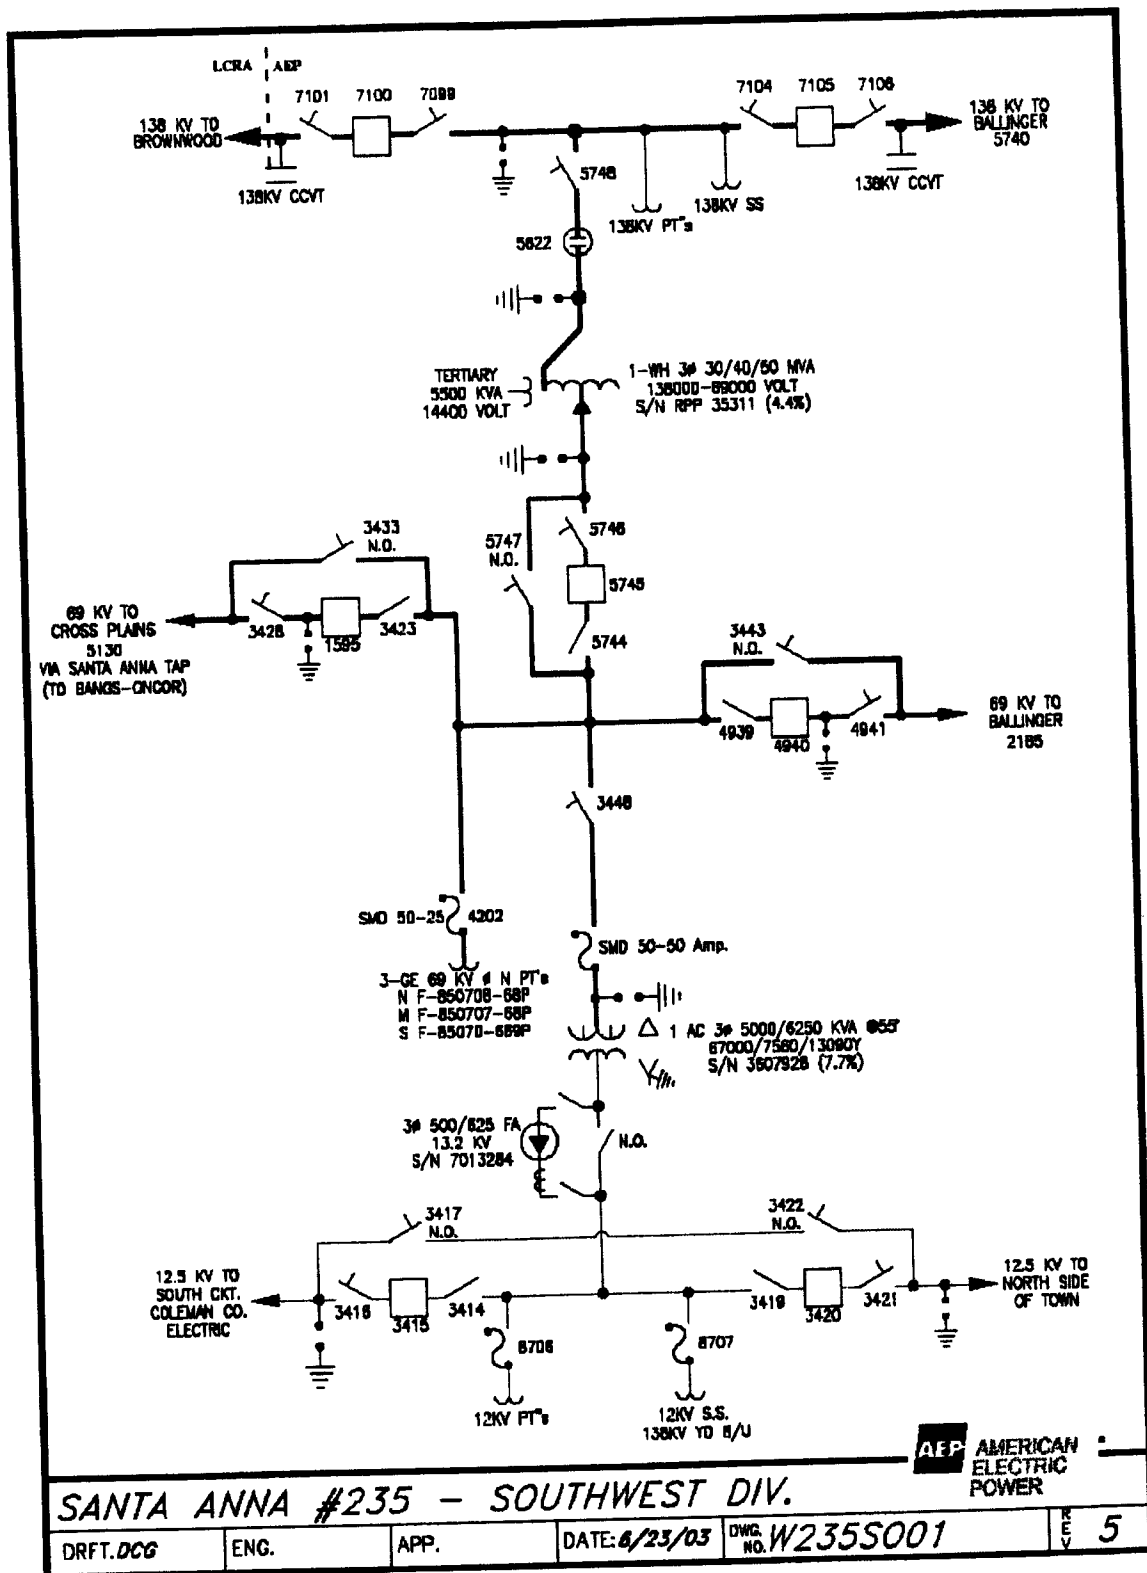 LCRA AEP
7101 7100 7099
7104 7105 7106
138 KV TO
BROWNWOOD
138 KV TO
BALLINGER
5740
138KV CCVT
5748
138KV PT's
138KV SS
138KV CCVT
5622
TERTIARY
5500 KVA
14400 VOLT
1-WH 3ø 30/40/50 MVA
138000-69000 VOLT
S/N RPP 35311 (4.4%)
3433
N.O.
5747
N.O.
5746
5745
5744
69 KV TO
CROSS PLAINS
5130
VIA SANTA ANNA TAP
(TO BANGS-ONCOR)
3428 1595 3423
3443
N.O.
4939 4940 4941
69 KV TO
BALLINGER
2185
3448
SMD 50-25 4202
SMD 50-50 Amp.
3-GE 69 KV ø N PT's
N F-850708-68P
M F-850707-68P
S F-85070-669P
1 AC 3ø 5000/6250 KVA @55°
67000/7560/13090Y
S/N 3607928 (7.7%)
3ø 500/625 FA
13.2 KV
S/N 7013284
N.O.
3417
N.O.
3422
N.O.
12.5 KV TO
SOUTH CKT.
COLEMAN CO.
ELECTRIC
3416 3415 3414
3419 3420 3421
12.5 KV TO
NORTH SIDE
OF TOWN
8706
8707
12KV PT's
12KV S.S.
138KV YD B/U
AEP AMERICAN
ELECTRIC
POWER
SANTA ANNA #235 - SOUTHWEST DIV.
DRFT. DCG ENG. APP. DATE: 6/23/03 DWG. NO. W235S001 REV 5